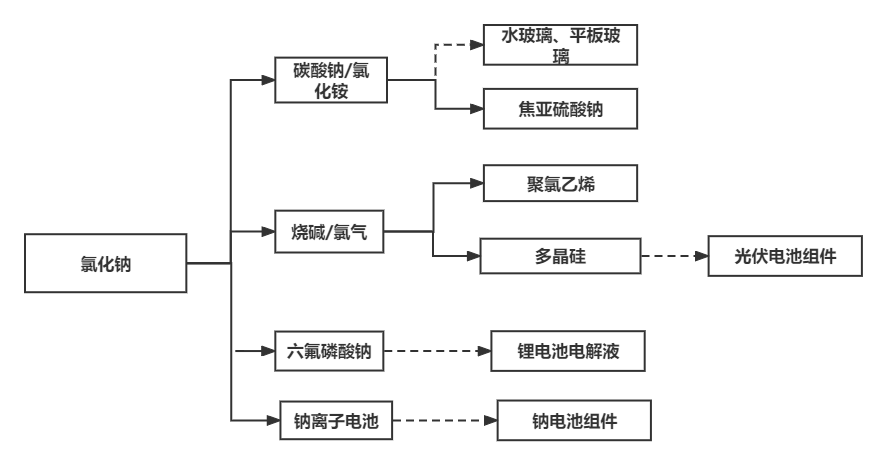 水玻璃、平板玻
璃
碳酸钠/氯
化铵
焦亚硫酸钠
聚氯乙烯
烧碱/氯气
多晶硅
光伏电池组件
氯化钠
六氟磷酸钠
锂电池电解液
钠离子电池
钠电池组件